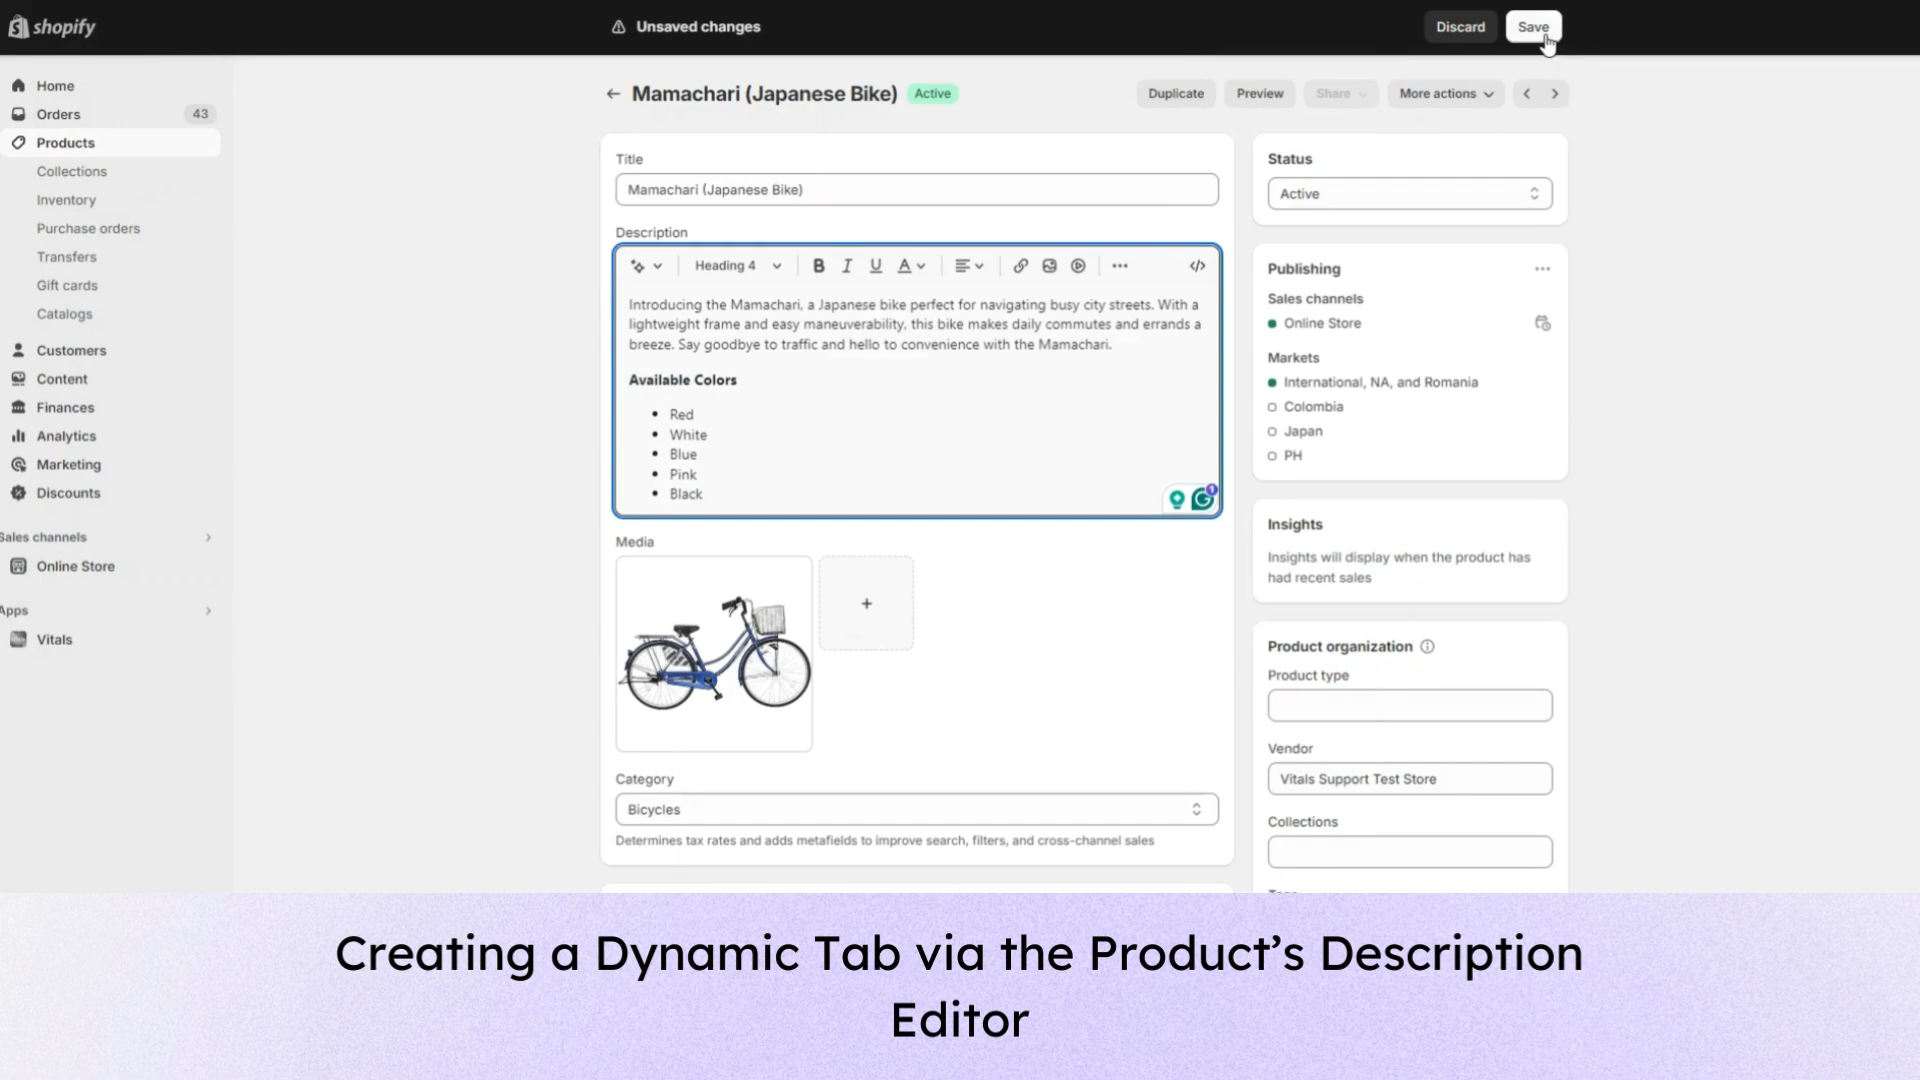 shopify
Unsaved changes
Discard
Save
Home
Orders
43
Products
Collections
Inventory
Purchase orders
Transfers
Gift cards
Catalogs
Customers
Content
Finances
Analytics
Marketing
Discounts
Sales channels
Online Store
Apps
Vitals
Mamachari (Japanese Bike)
Active
Duplicate
Preview
Share
More actions
Title
Mamachari (Japanese Bike)
Description
Heading 4
B I U A
Introducing the Mamachari, a Japanese bike perfect for navigating busy city streets. With a
lightweight frame and easy maneuverability, this bike makes daily commutes and errands a
breeze. Say goodbye to traffic and hello to convenience with the Mamachari.
Available Colors
• Red
• White
• Blue
• Pink
• Black
1
Media
+
Category
Bicycles
Determines tax rates and adds metafields to improve search, filters, and cross-channel sales
Status
Active
Publishing
Sales channels
Online Store
Markets
International, NA, and Romania
Colombia
Japan
PH
Insights
Insights will display when the product has
had recent sales
Product organization
Product type
Vendor
Vitals Support Test Store
Collections
Creating a Dynamic Tab via the Product’s Description
Editor